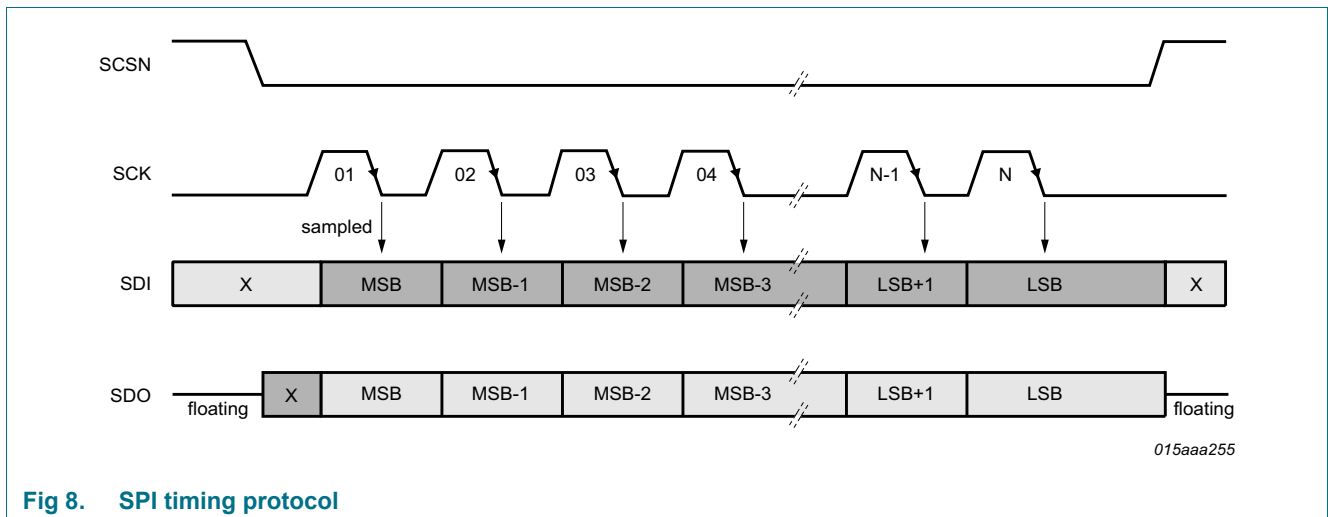 SCSN
SCK
01 02 03 04 N-1 N
sampled
SDI X MSB MSB-1 MSB-2 MSB-3 LSB+1 LSB X
SDO floating X MSB MSB-1 MSB-2 MSB-3 LSB+1 LSB floating
015aaa255
Fig 8. SPI timing protocol